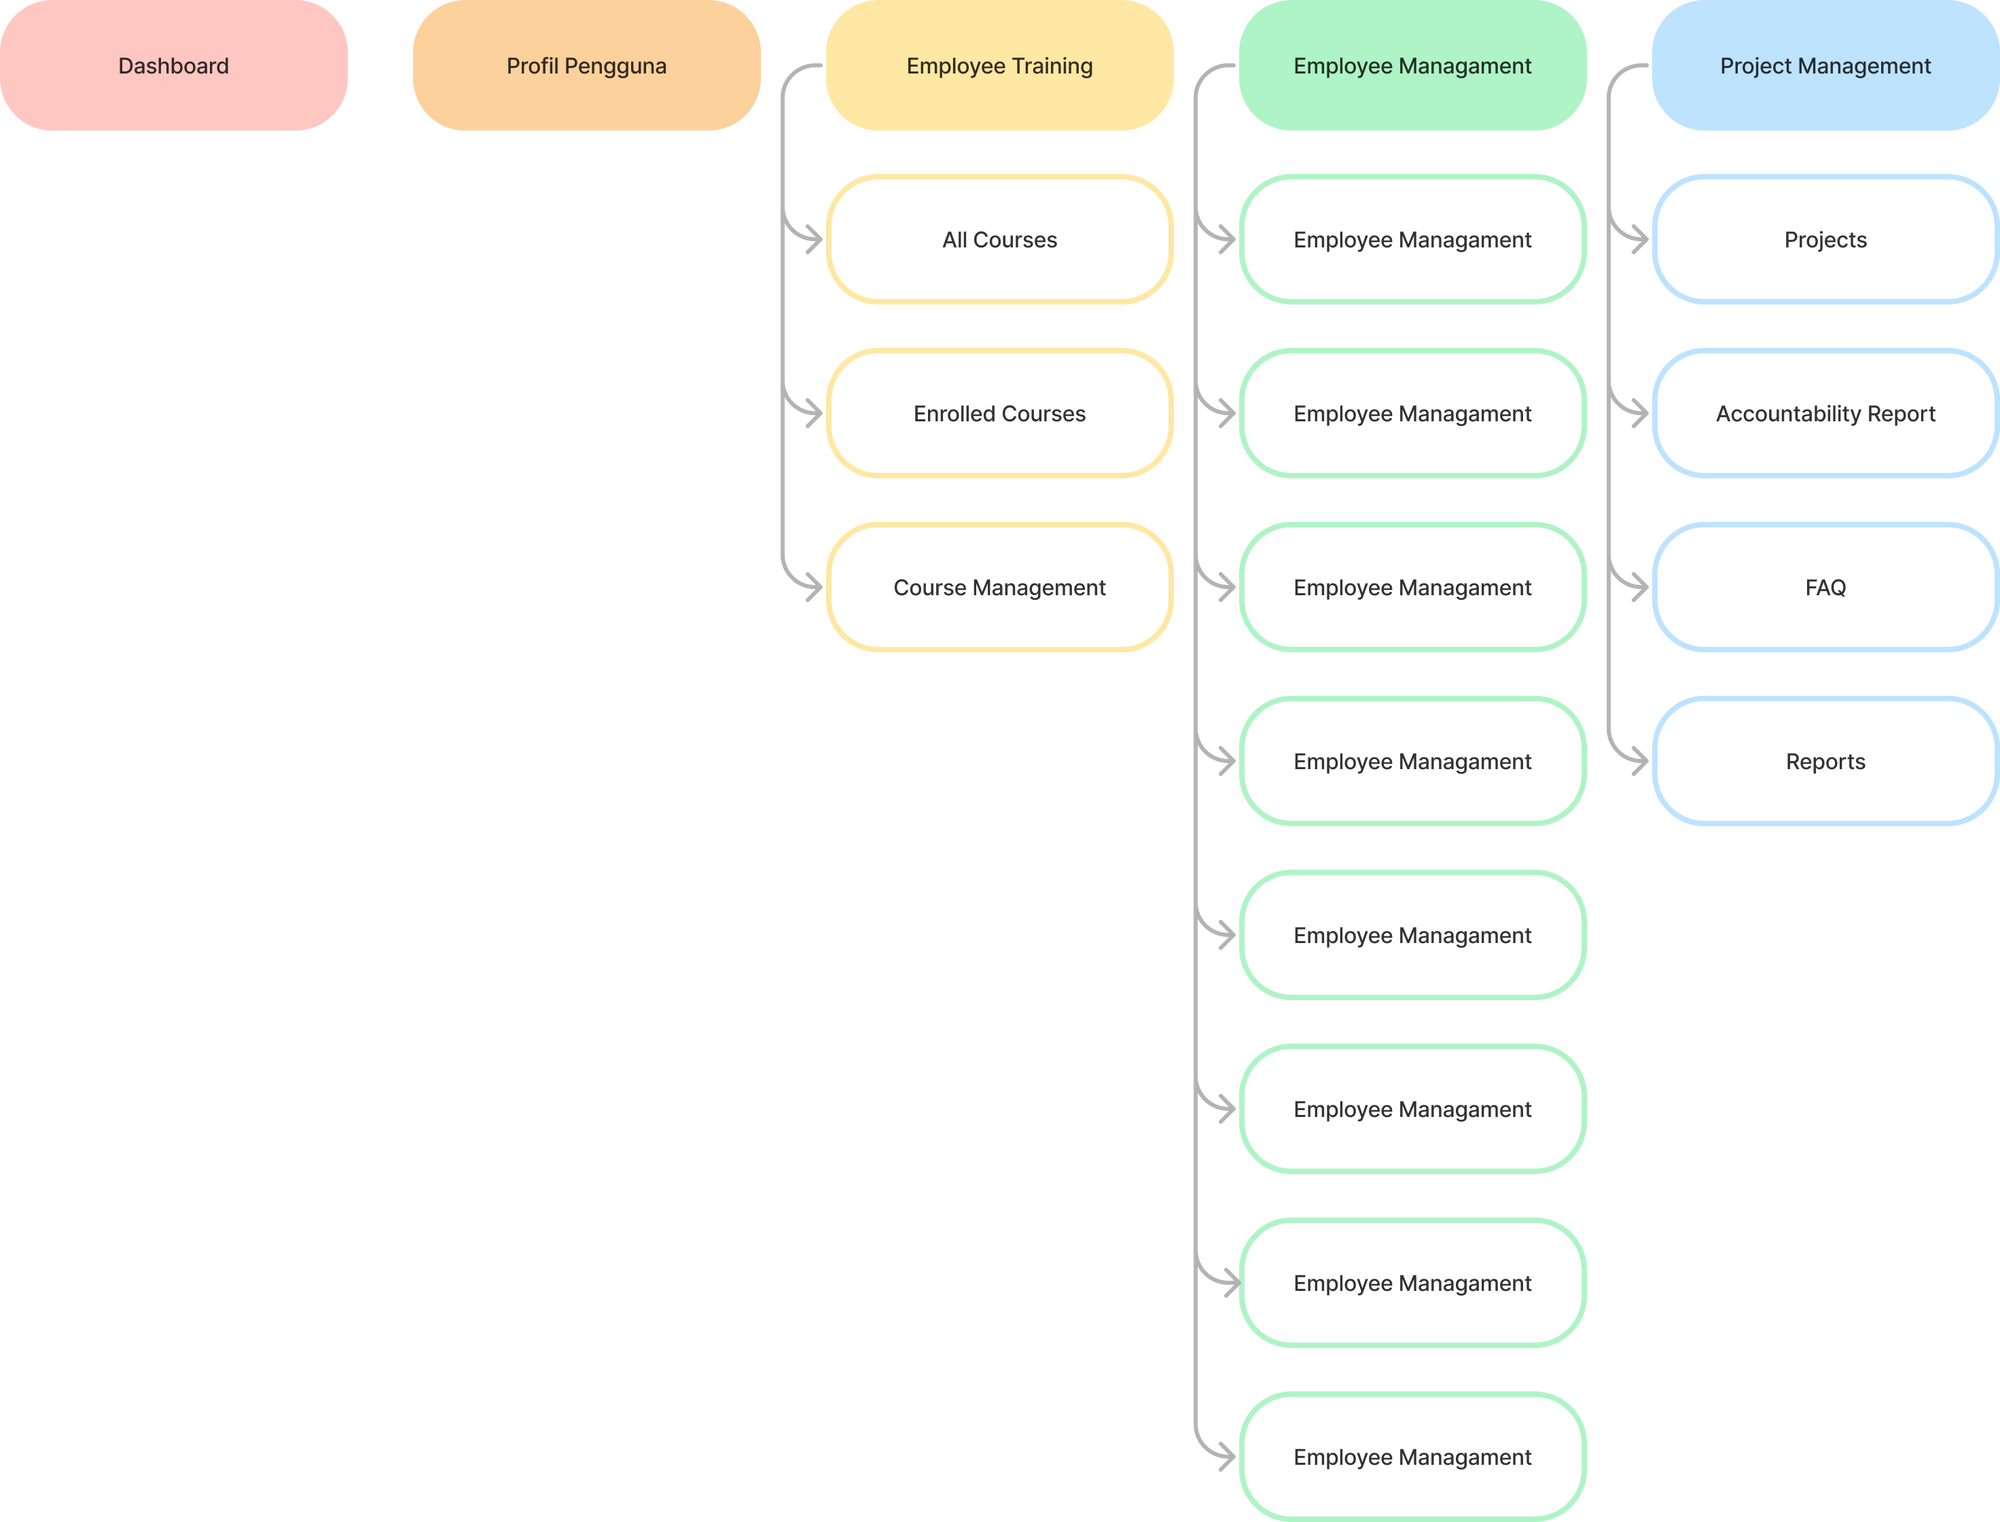 Dashboard
Profil Pengguna
Employee Training
Employee Managament
Project Management
All Courses
Employee Managament
Projects
Enrolled Courses
Employee Managament
Accountability Report
Course Management
Employee Managament
FAQ
Employee Managament
Reports
Employee Managament
Employee Managament
Employee Managament
Employee Managament